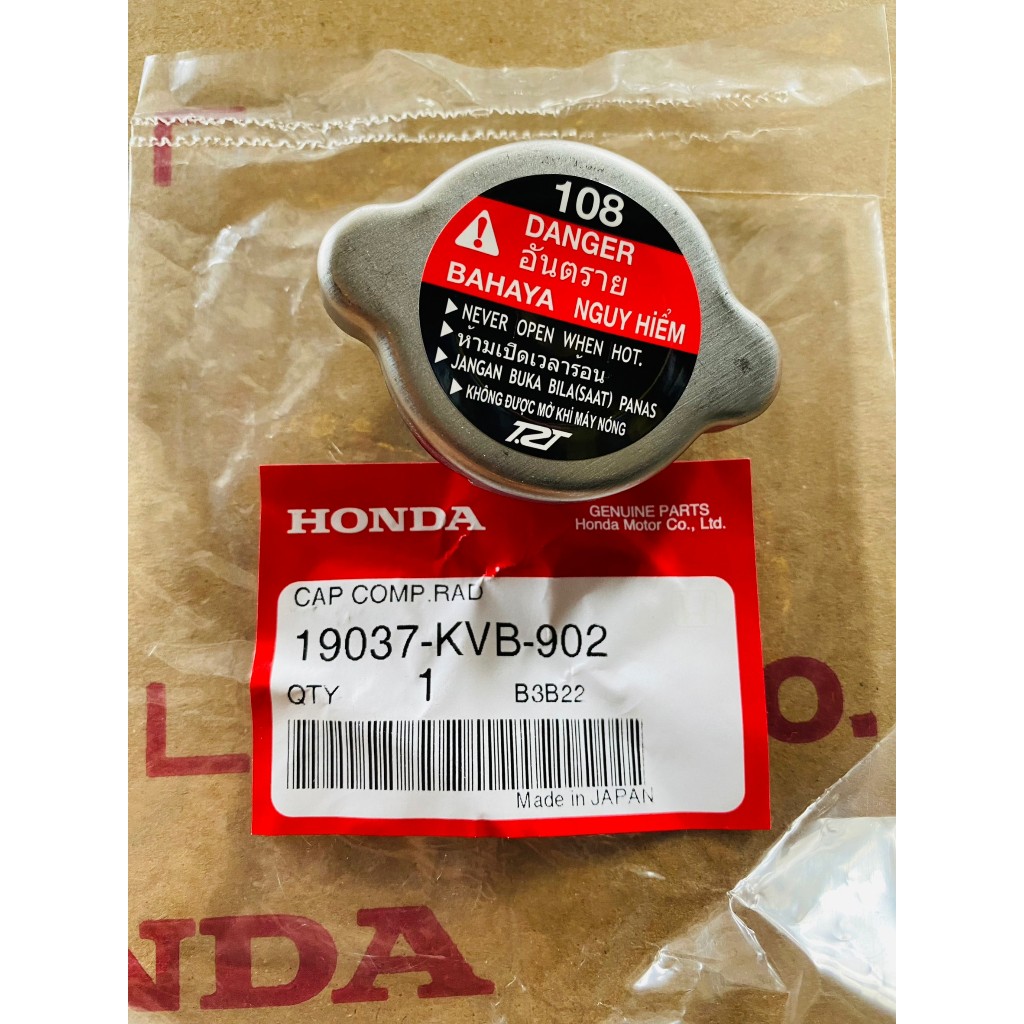 108
DANGER
อันตราย
BAHAYA NGUY HiỂM
NEVER OPEN WHEN HOT.
ห้ามเปิดเวลาร้อน
JANGAN BUKA BILA(SAAT) PANAS
KHÔNG ĐƯỢC MỞ KHI MÁY NÓNG
T.RT
HONDA
GENUINE PARTS
Honda Motor Co., Ltd.
CAP COMP.RAD
19037-KVB-902
QTY 1 B3B22
Made in JAPAN
L O.
NDA